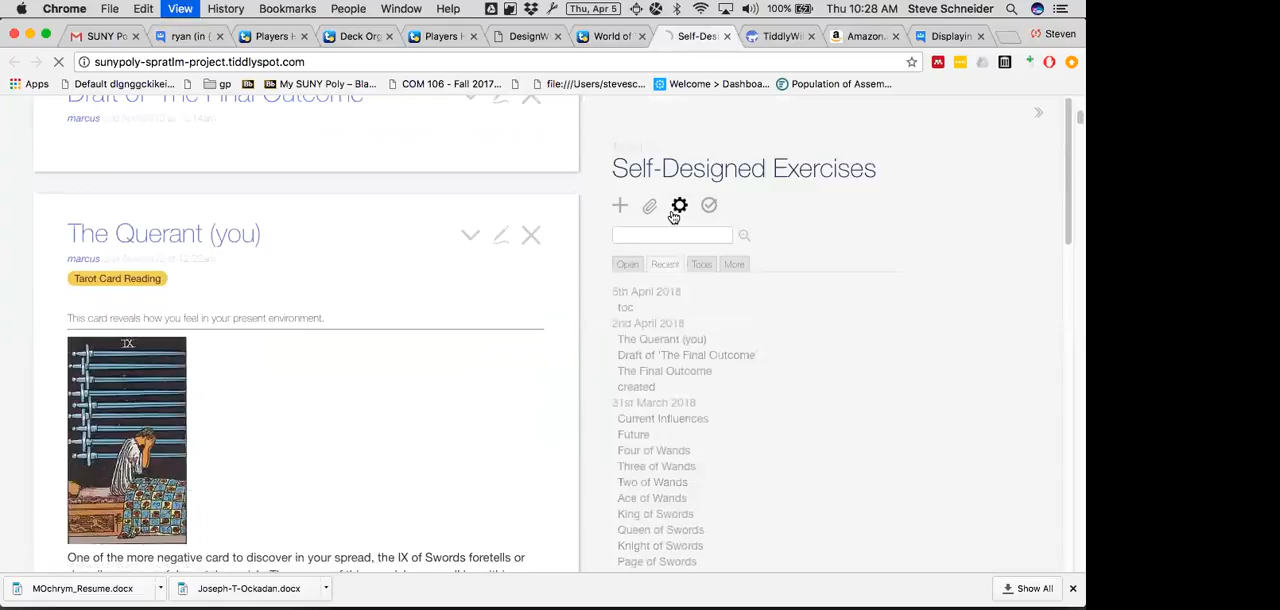 Chrome File Edit View History Bookmarks People Window Help Thu, Apr 5 100% Thu 10:28 AM Steve Schneider
SUNY Po ryan (in ( Players H Deck Org Players H DesignW World of Self-Des TiddlyWi Amazon. Displayin Steven
sunypoly-spratlm-project.tiddlyspot.com
Apps Default dlgnggckikei.. gp My SUNY Poly – Bla... COM 106 - Fall 2017... file:///Users/stevesc... Welcome > Dashboa... Population of Assem...
Draft of 'The Final Outcome'
marcus
The Querant (you)
marcus
Tarot Card Reading
This card reveals how you feel in your present environment.
IX
One of the more negative card to discover in your spread, the IX of Swords foretells or
Self-Designed Exercises
Open Recent Tools More
5th April 2018
toc
2nd April 2018
The Querant (you)
Draft of 'The Final Outcome'
The Final Outcome
created
31st March 2018
Current Influences
Future
Four of Wands
Three of Wands
Two of Wands
Ace of Wands
King of Swords
Queen of Swords
Knight of Swords
Page of Swords
MOchrym_Resume.docx Joseph-T-Ockadan.docx Show All